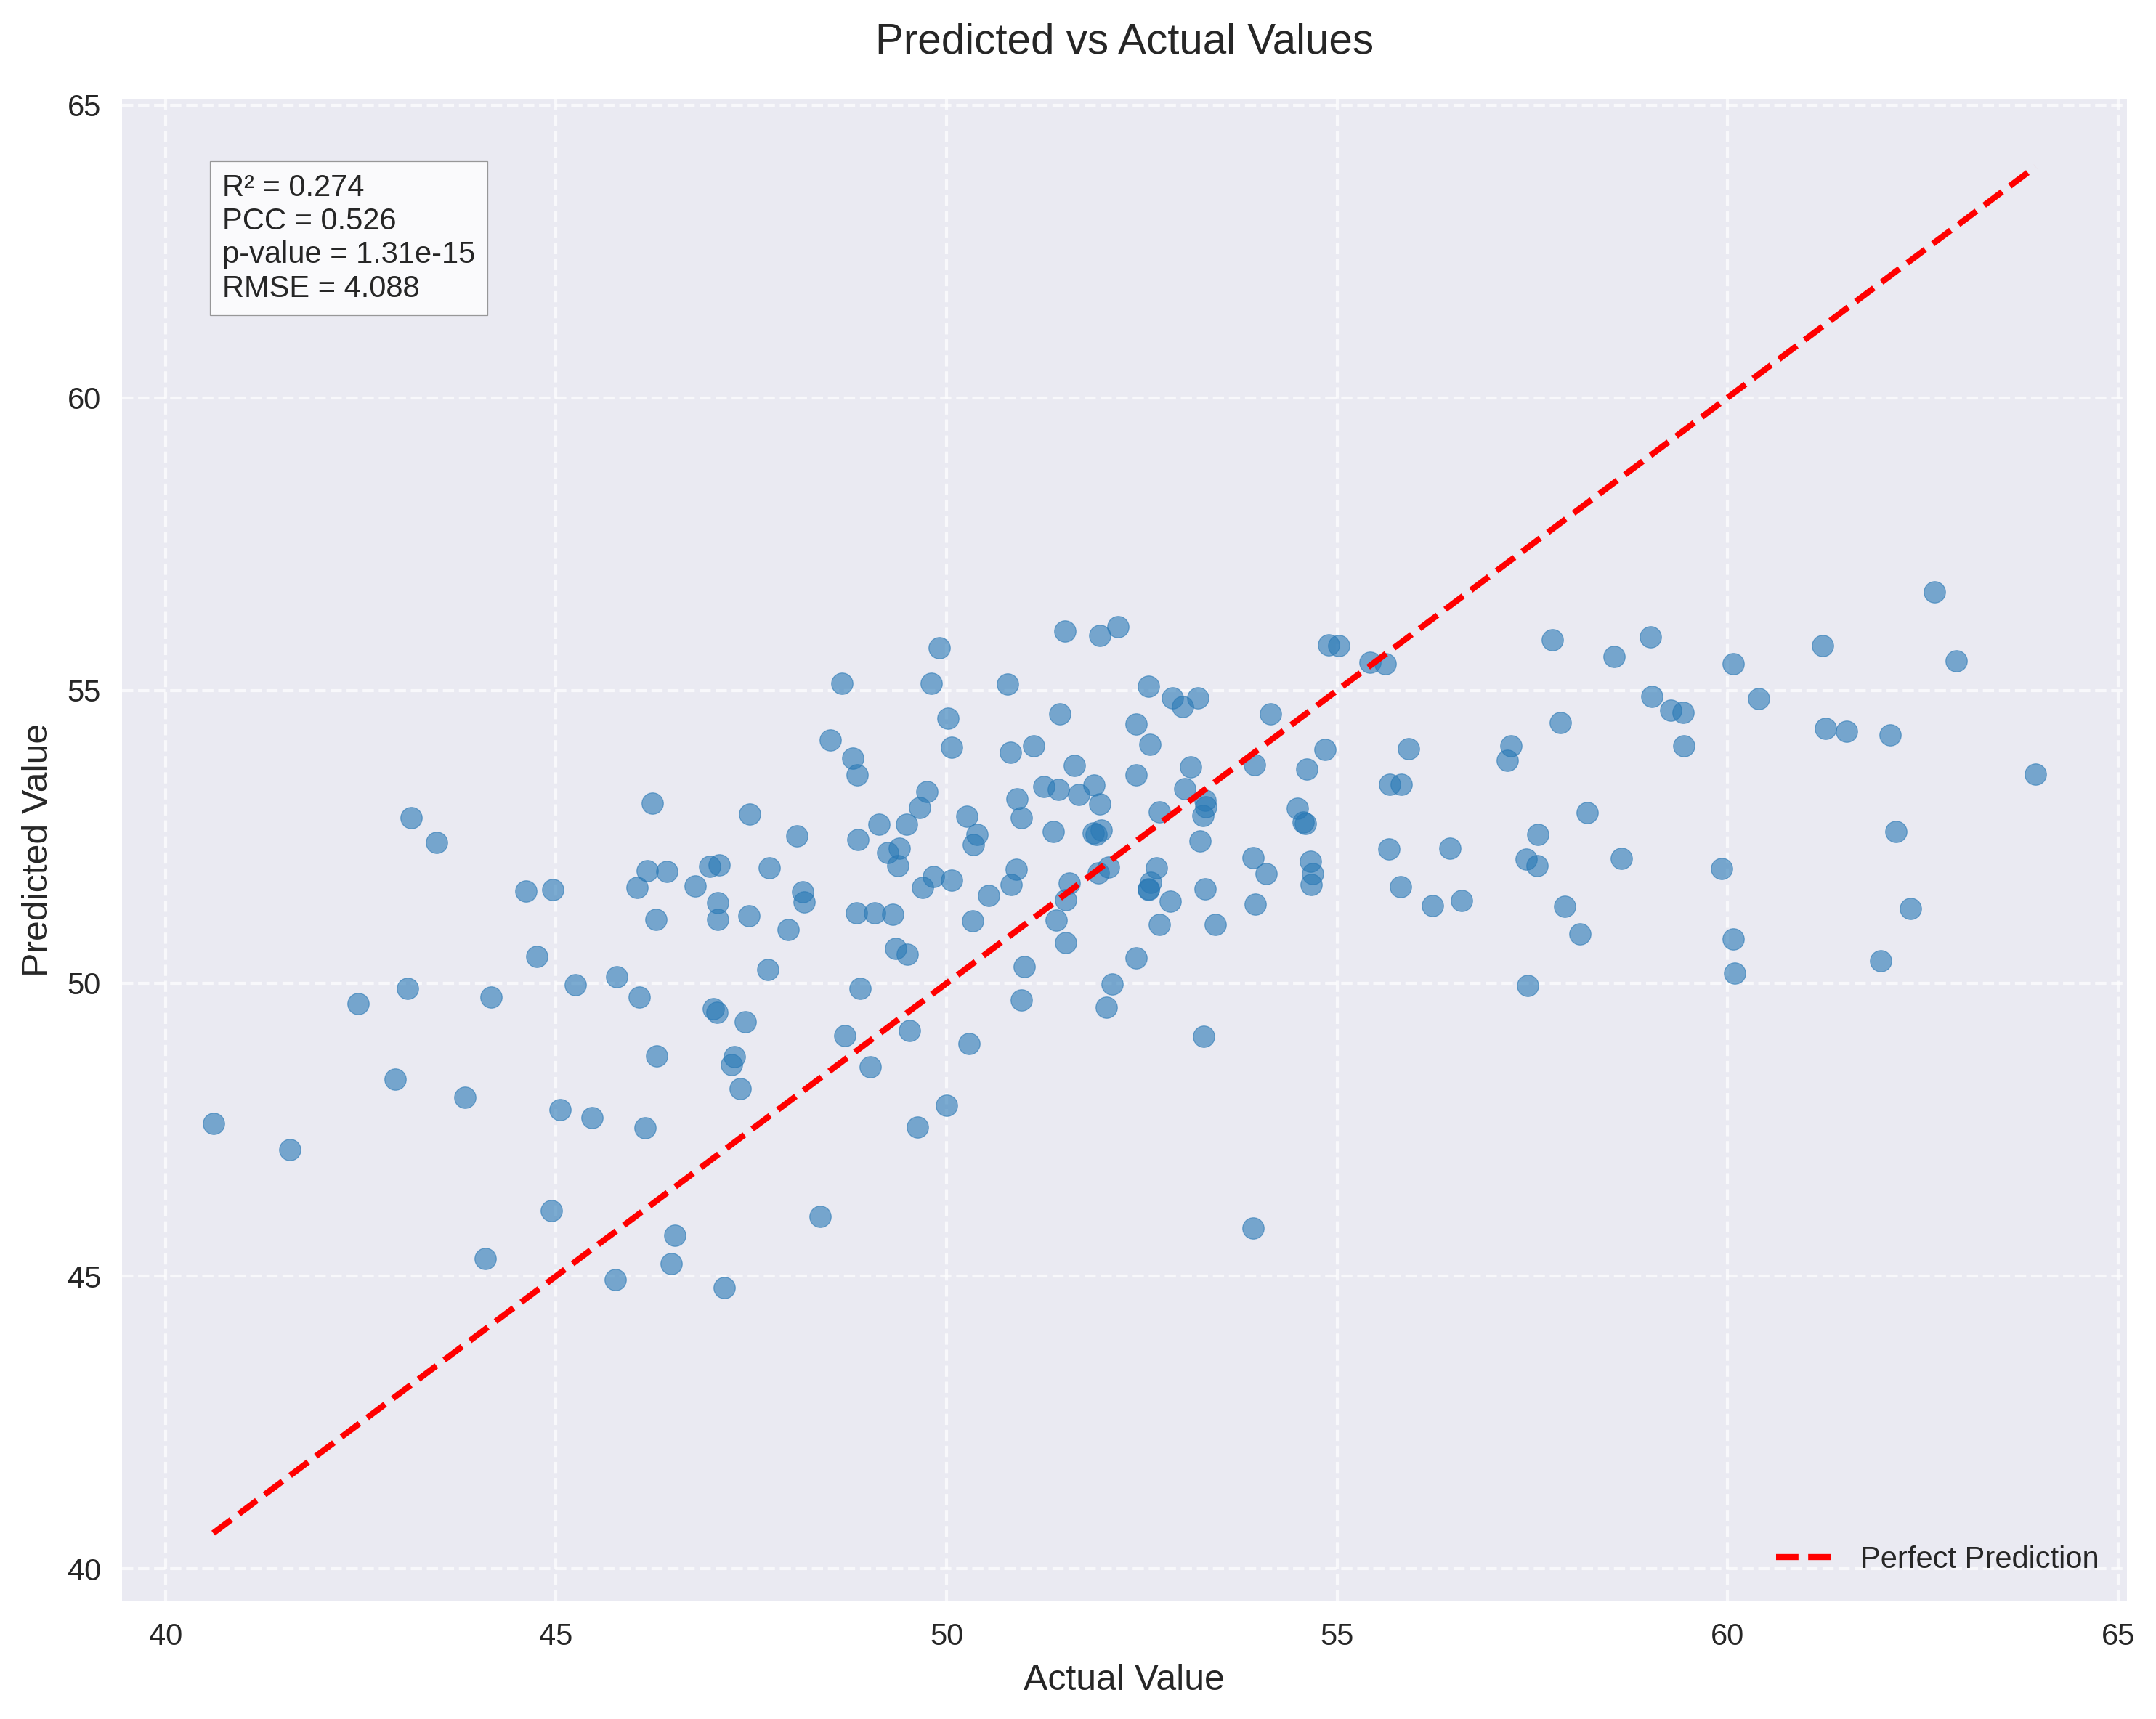 Predicted vs Actual Values
65
60
55
50
45
40
Predicted Value
R² = 0.274
PCC = 0.526
p-value = 1.31e-15
RMSE = 4.088
Perfect Prediction
40 45 50 55 60 65
Actual Value